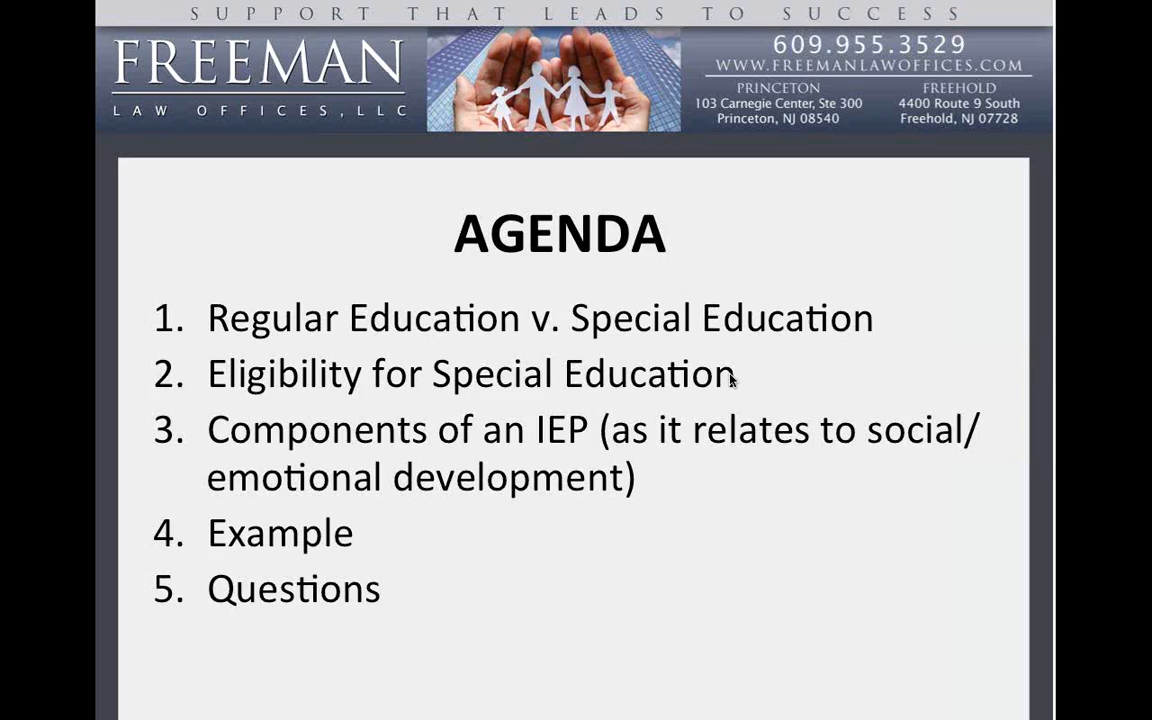 SUPPORT THAT LEADS TO SUCCESS
FREEMAN
LAW OFFICES, LLC
609.955.3529
WWW.FREEMANLAWOFFICES.COM
PRINCETON
103 Carnegie Center, Ste 300
Princeton, NJ 08540
FREEHOLD
4400 Route 9 South
Freehold, NJ 07728
AGENDA
1. Regular Education v. Special Education
2. Eligibility for Special Education
3. Components of an IEP (as it relates to social/
emotional development)
4. Example
5. Questions